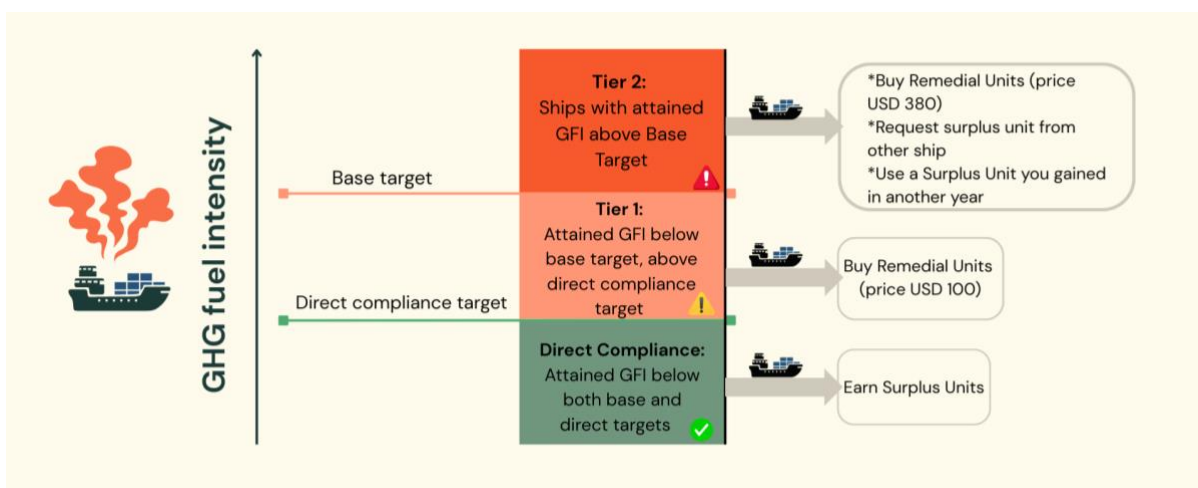 GHG fuel intensity
Base target
Direct compliance target
Tier 2:
Ships with attained
GFI above Base
Target
Tier 1:
Attained GFI below
base target, above
direct compliance
target
Direct Compliance:
Attained GFI below
both base and
direct targets
*Buy Remedial Units (price
USD 380)
*Request surplus unit from
other ship
*Use a Surplus Unit you gained
in another year
Buy Remedial Units
(price USD 100)
Earn Surplus Units